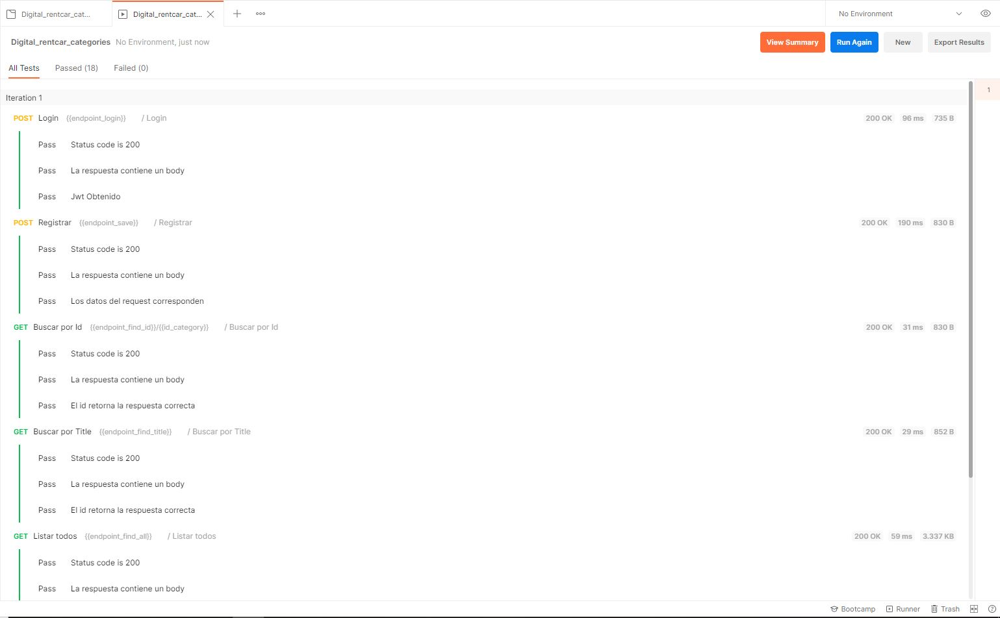 Digital_rentcar_cat... Digital_rentcar_cat... No Environment
Digital_rentcar_categories No Environment, just now View Summary Run Again New Export Results
All Tests Passed (18) Failed (0)
1
Iteration 1
POST Login {{endpoint_login}} / Login 200 OK 96 ms 735 B
Pass Status code is 200
Pass La respuesta contiene un body
Pass Jwt Obtenido
POST Registrar {{endpoint_save}} / Registrar 200 OK 190 ms 830 B
Pass Status code is 200
Pass La respuesta contiene un body
Pass Los datos del request corresponden
GET Buscar por Id {{endpoint_find_id}}/{{id_category}} / Buscar por Id 200 OK 31 ms 830 B
Pass Status code is 200
Pass La respuesta contiene un body
Pass El id retorna la respuesta correcta
GET Buscar por Title {{endpoint_find_title}} / Buscar por Title 200 OK 29 ms 852 B
Pass Status code is 200
Pass La respuesta contiene un body
Pass El id retorna la respuesta correcta
GET Listar todos {{endpoint_find_all}} / Listar todos 200 OK 59 ms 3.337 KB
Pass Status code is 200
Pass La respuesta contiene un body
Bootcamp Runner Trash